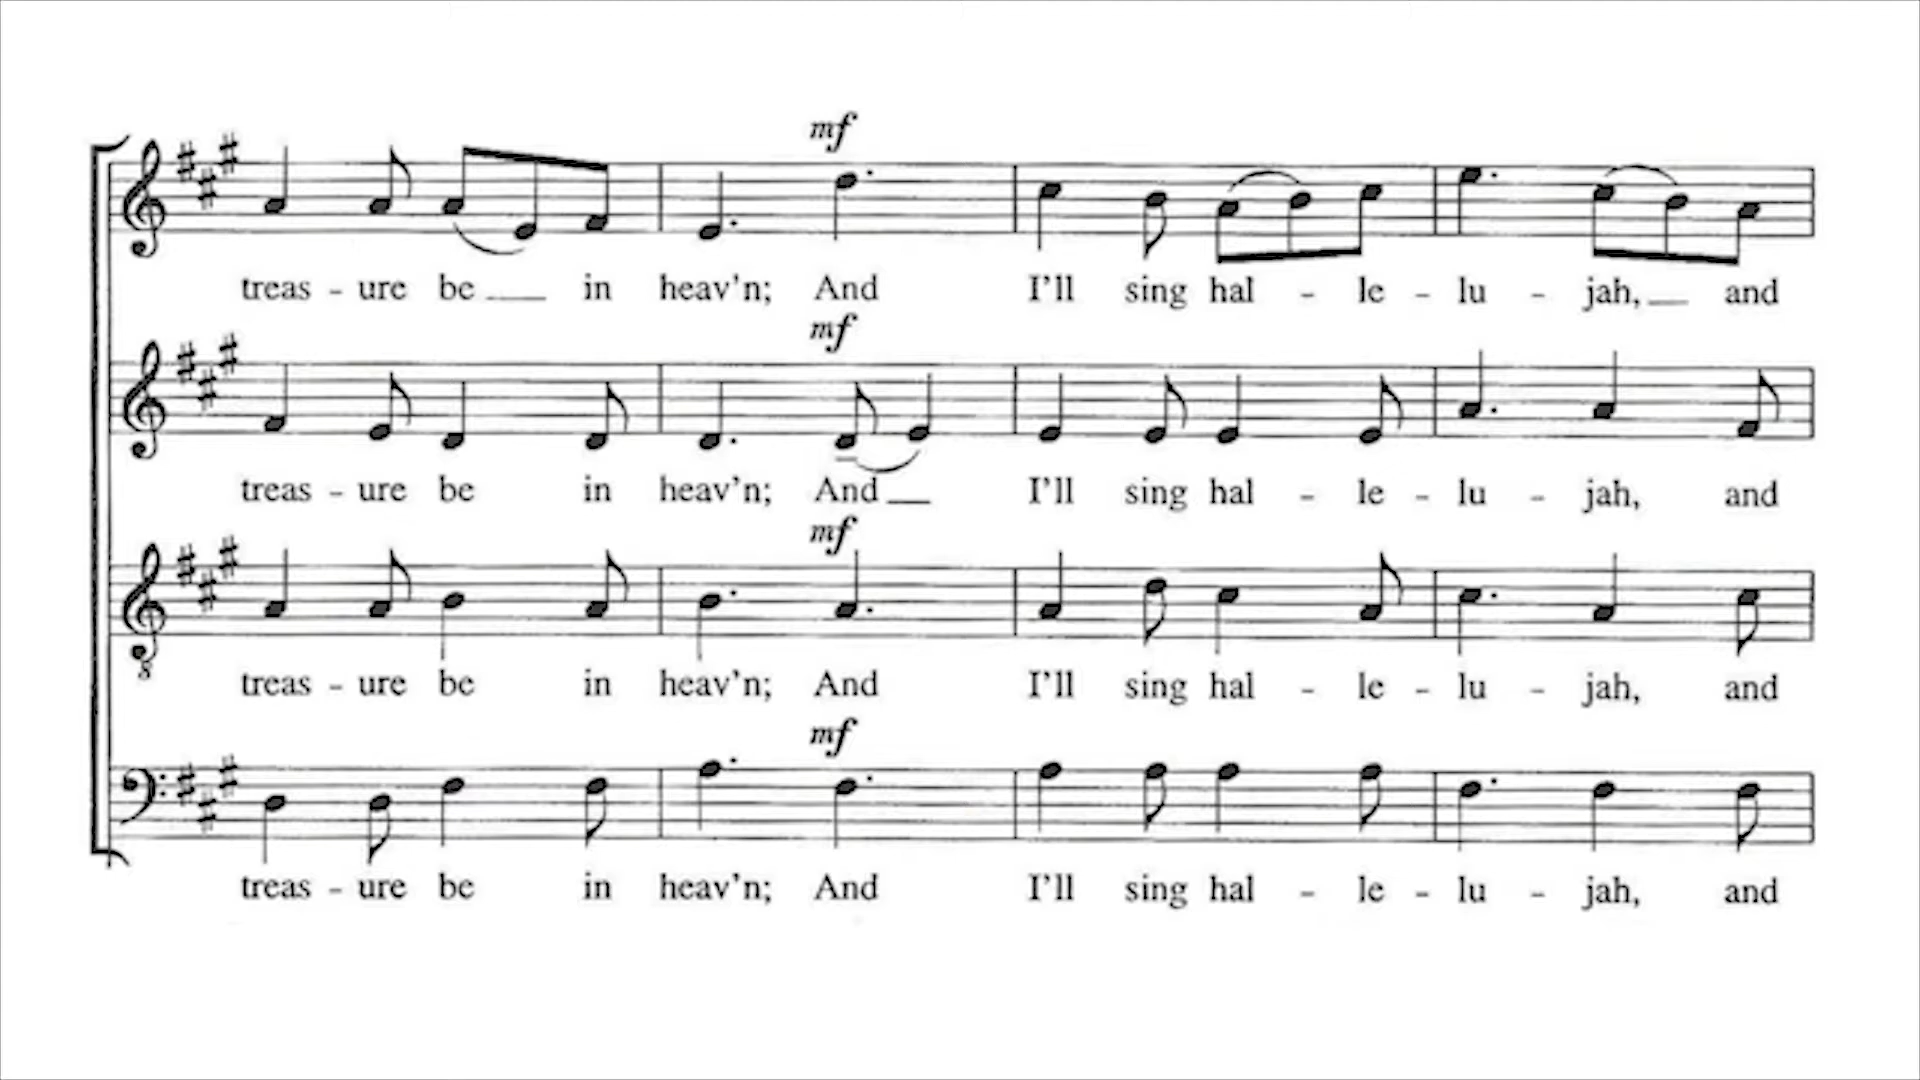 mf
treas - ure be in heav'n; And I'll sing hal - le - lu - jah, and
mf
treas - ure be in heav'n; And I'll sing hal - le - lu - jah, and
mf
8
treas - ure be in heav'n; And I'll sing hal - le - lu - jah, and
mf
treas - ure be in heav'n; And I'll sing hal - le - lu - jah, and